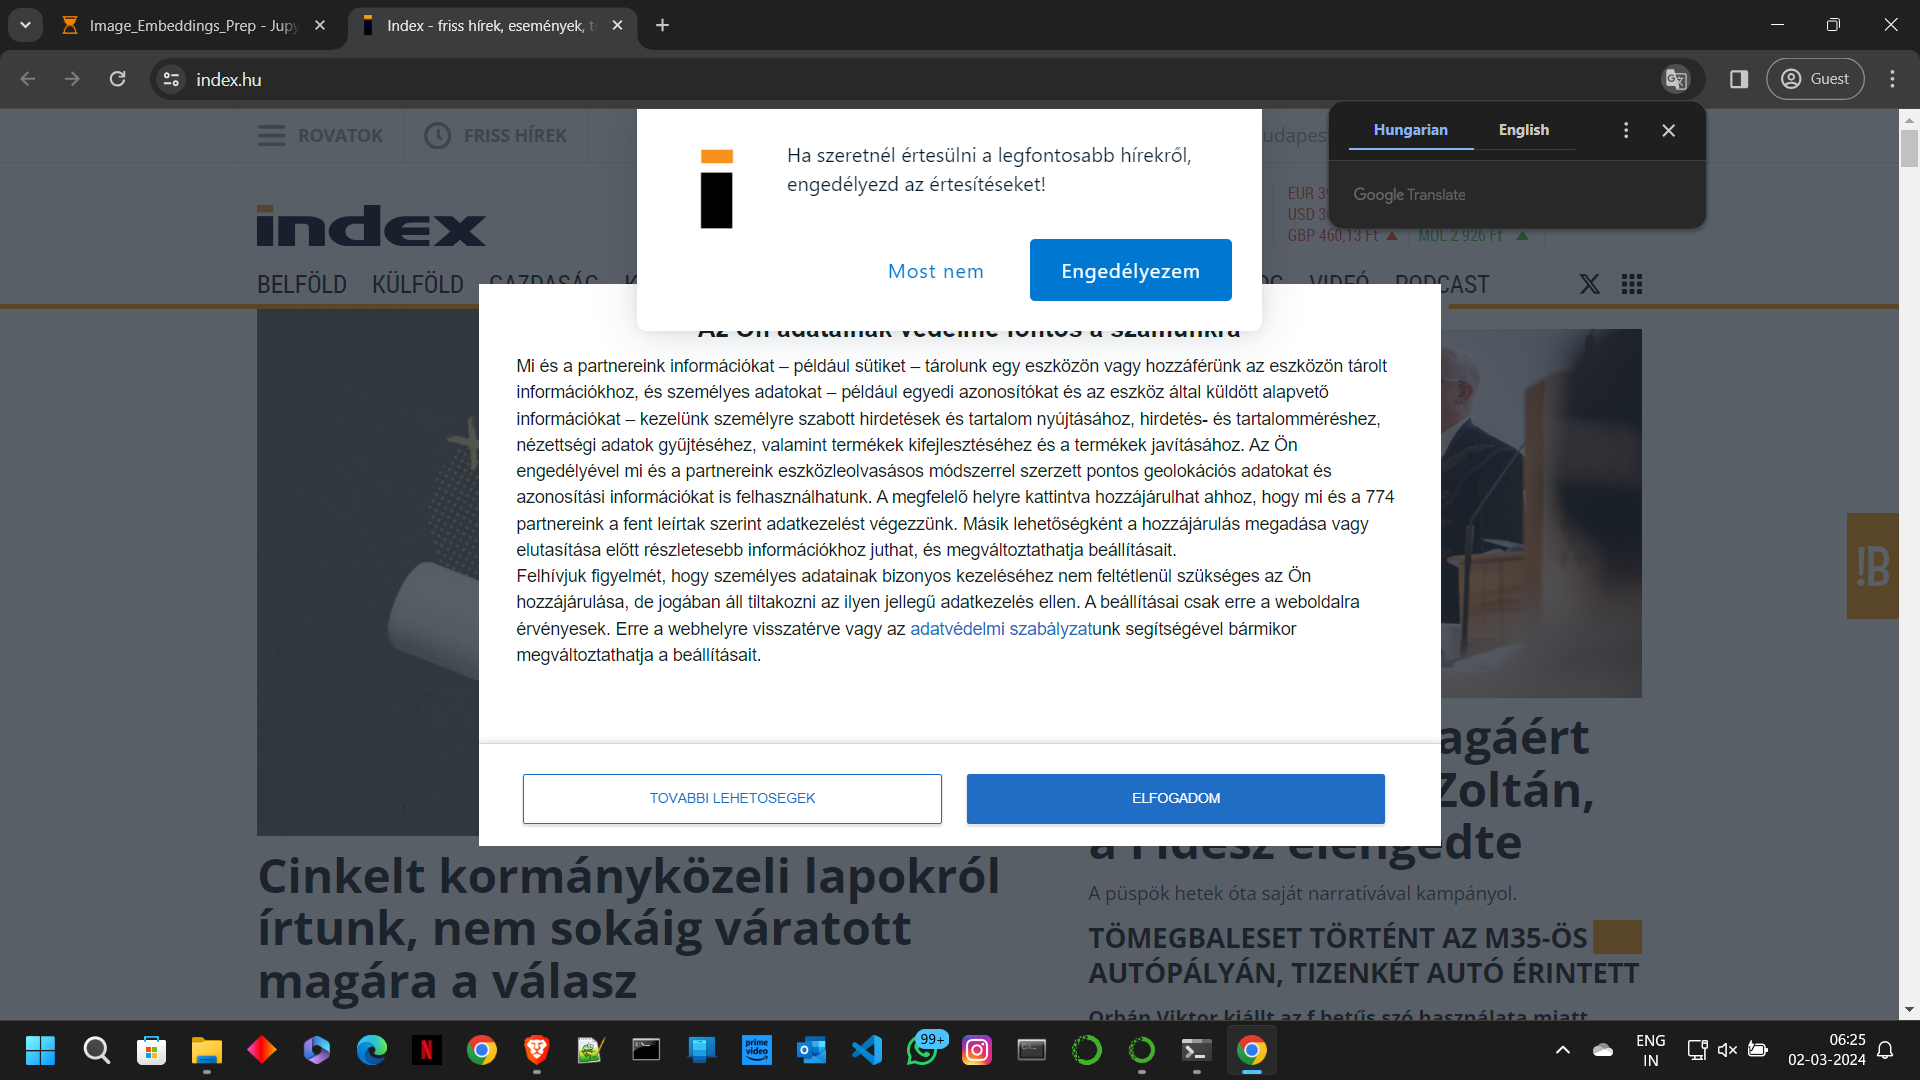 Image_Embeddings_Prep - Jupy
Index - friss hírek, események, t
index.hu
Guest
ROVATOK
FRISS HÍREK
Ha szeretnél értesülni a legfontosabb hírekről,
engedélyezd az értesítéseket!
Most nem
Engedélyezem
Hungarian
English
Google Translate
index
EUR 3
USD 3
GBP 460,13 Ft
MOL 2 926 Ft
BELFÖLD KÜLFÖLD GAZDASÁG
VIDEÓ PODCAST
Az Ön adatainak védelme fontos a számunkra
Mi és a partnereink információkat – például sütiket – tárolunk egy eszközön vagy hozzáférünk az eszközön tárolt
információkhoz, és személyes adatokat – például egyedi azonosítókat és az eszköz által küldött alapvető
információkat – kezelünk személyre szabott hirdetések és tartalom nyújtásához, hirdetés- és tartalomméréshez,
nézettségi adatok gyűjtéséhez, valamint termékek kifejlesztéséhez és a termékek javításához. Az Ön
engedélyével mi és a partnereink eszközleolvasásos módszerrel szerzett pontos geolokációs adatokat és
azonosítási információkat is felhasználhatunk. A megfelelő helyre kattintva hozzájárulhat ahhoz, hogy mi és a 774
partnereink a fent leírtak szerint adatkezelést végezzünk. Másik lehetőségként a hozzájárulás megadása vagy
elutasítása előtt részletesebb információkhoz juthat, és megváltoztathatja beállításait.
Felhívjuk figyelmét, hogy személyes adatainak bizonyos kezeléséhez nem feltétlenül szükséges az Ön
hozzájárulása, de jogában áll tiltakozni az ilyen jellegű adatkezelés ellen. A beállításai csak erre a weboldalra
érvényesek. Erre a webhelyre visszatérve vagy az adatvédelmi szabályzatunk segítségével bármikor
megváltoztathatja a beállításait.
TOVABBI LEHETOSEGEK
ELFOGADOM
!B
agáért
Zoltán,
a Fidesz elengedte
A püspök hetek óta saját narratívával kampányol.
TÖMEGBALESET TÖRTÉNT AZ M35-ÖS
AUTÓPÁLYÁN, TIZENKÉT AUTÓ ÉRINTETT
Orbán Viktor kiállt az f betűs szó használata miatt
Cinkelt kormányközeli lapokról
írtunk, nem sokáig váratott
magára a válasz
prime
video
99+
ENG
IN
06:25
02-03-2024